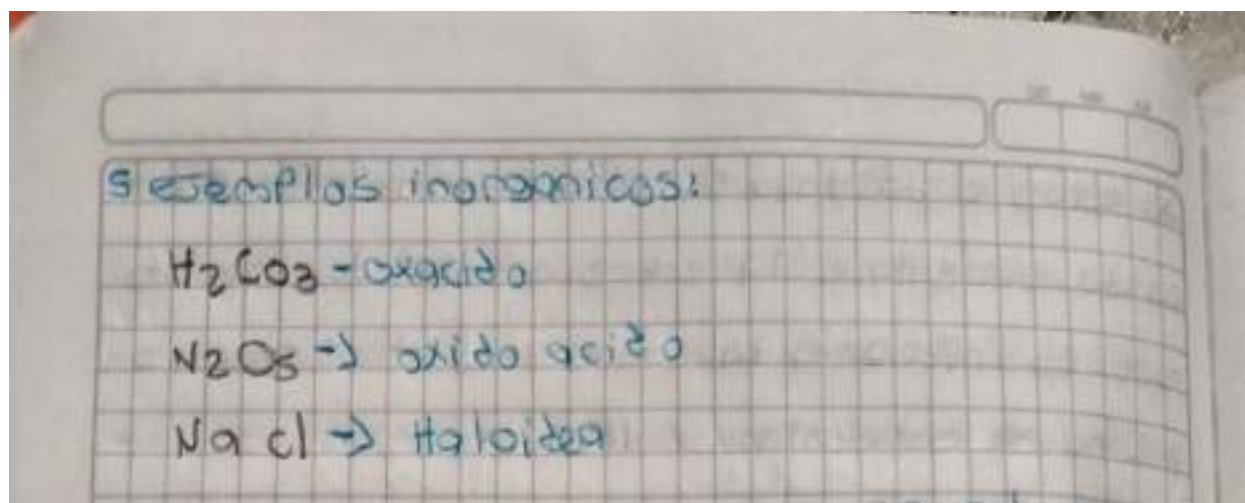 5 ejemplos inorganicos:
H2CO3 - oxacido
N2O5 -> oxido acido
Na cl -> Haloidea